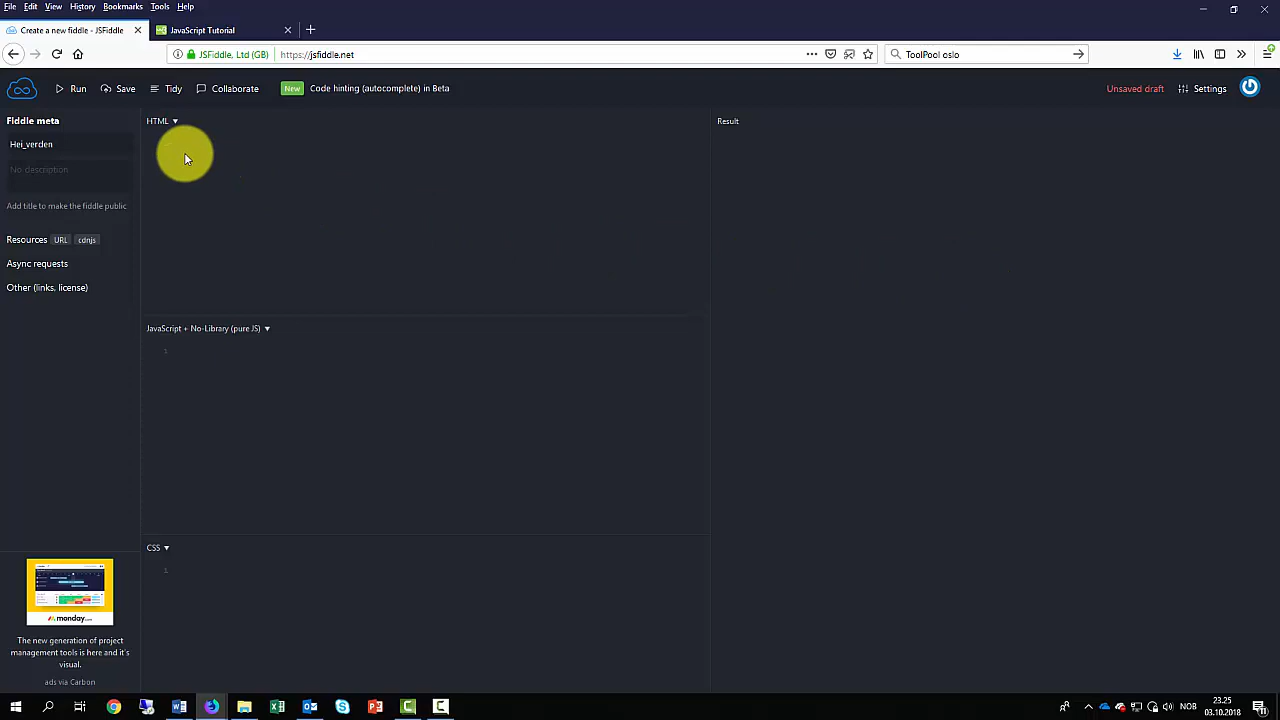 File Edit View History Bookmarks Tools Help
Create a new fiddle - JSFiddle
JavaScript Tutorial
JSFiddle, Ltd (GB) https://jsfiddle.net
ToolPool oslo
Run Save Tidy Collaborate New Code hinting (autocomplete) in Beta Unsaved draft Settings
Fiddle meta
HTML
Result
Hei_verden
No description
Add title to make the fiddle public
Resources URL cdnjs
Async requests
Other (links, license)
JavaScript + No-Library (pure JS)
1
CSS
1
monday.com
The new generation of project
management tools is here and it's
visual.
ads via Carbon
NOB
23.25
03.10.2018